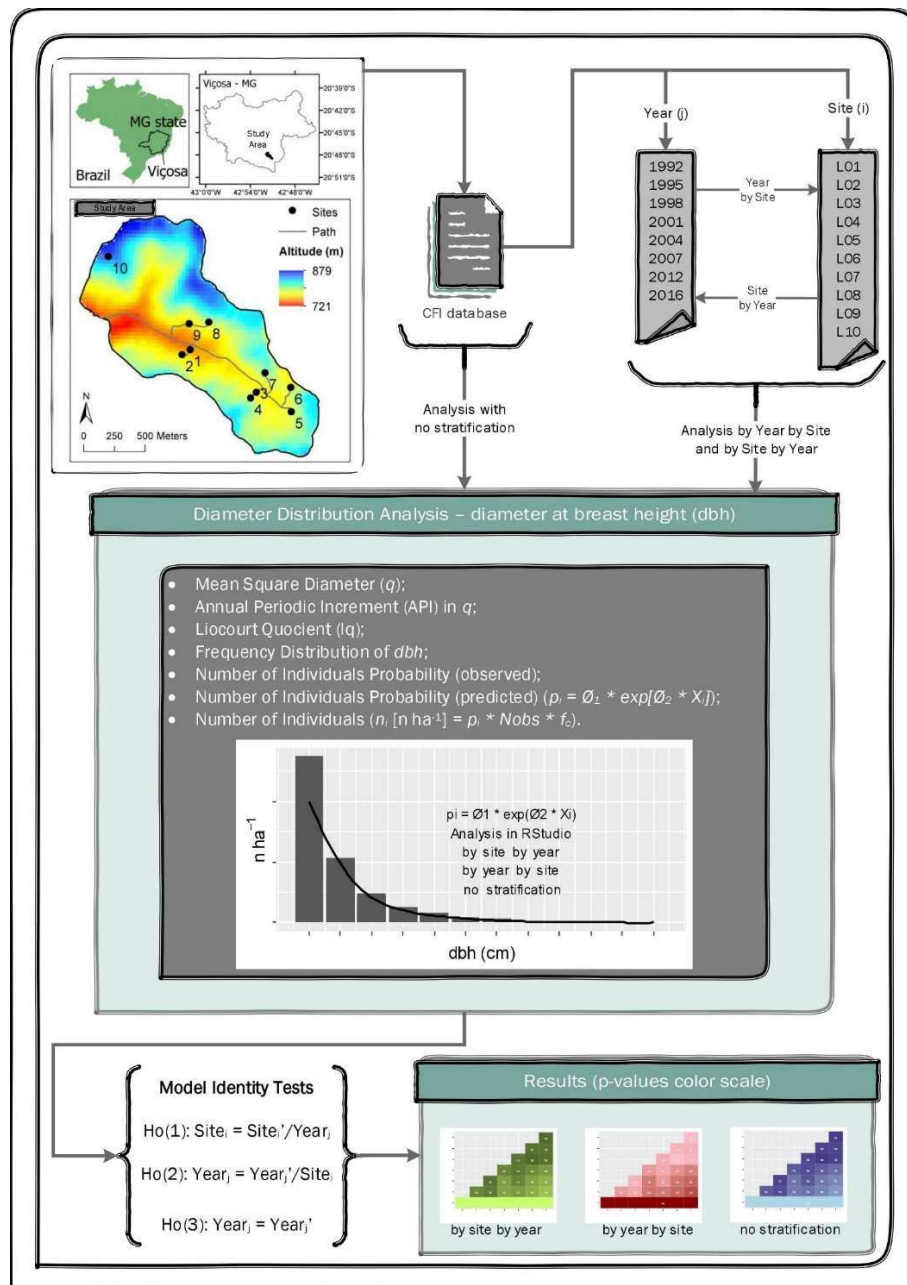 Viçosa - MG
MG state
Viçosa
Brazil
Study
Area
20°39'0"S
20°42'0"S
20°45'0"S
20°48'0"S
20°51'0"S
43°0'0"W
42°54'0"W
42°48'0"W
Study Area
Sites
Path
Altitude (m)
879
721
10
9
8
2
1
7
3
4
6
5
N
0 250 500 Meters
CFI database
Year (j)
Site (i)
1992
1995
1998
2001
2004
2007
2012
2016
Year
by Site
Site
by Year
L01
L02
L03
L04
L05
L06
L07
L08
L09
L10
Analysis with
no stratification
Analysis by Year by Site
and by Site by Year
Diameter Distribution Analysis – diameter at breast height (dbh)
• Mean Square Diameter (q);
• Annual Periodic Increment (API) in q;
• Liocourt Quocient (lq);
• Frequency Distribution of dbh;
• Number of Individuals Probability (observed);
• Number of Individuals Probability (predicted) (pᵢ = Ø₁ * exp[Ø₂ * Xᵢ]);
• Number of Individuals (nᵢ [n ha⁻¹] = pᵢ * Nobs * f꜀).
n ha⁻¹
pi = Ø1 * exp(Ø2 * Xi)
Analysis in RStudio
by site by year
by year by site
no stratification
dbh (cm)
Model Identity Tests
Ho(1): Siteᵢ = Siteᵢ'/Yearⱼ
Ho(2): Yearⱼ = Yearⱼ'/Siteᵢ
Ho(3): Yearⱼ = Yearⱼ'
Results (p-values color scale)
by site by year
by year by site
no stratification